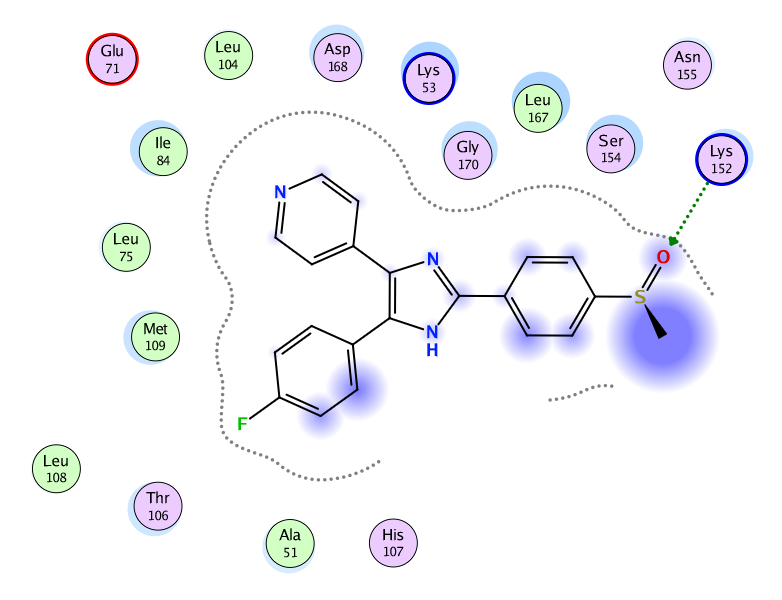 Glu
71
Leu
104
Asp
168
Lys
53
Leu
167
Asn
155
Ile
84
Gly
170
Ser
154
Lys
152
N
Leu
75
N
O
S
Met
109
N
H
F
Leu
108
Thr
106
Ala
51
His
107